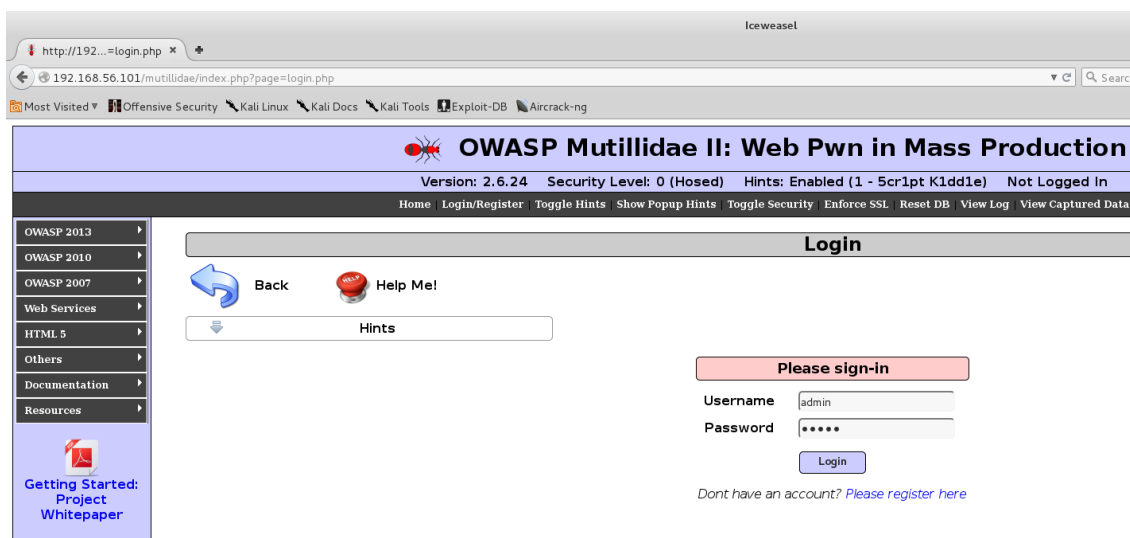 Iceweasel
http://192...=login.php
192.168.56.101/mutillidae/index.php?page=login.php
Searc
Most Visited Offensive Security Kali Linux Kali Docs Kali Tools Exploit-DB Aircrack-ng
OWASP Mutillidae II: Web Pwn in Mass Production
Version: 2.6.24 Security Level: 0 (Hosed) Hints: Enabled (1 - 5cr1pt K1dd1e) Not Logged In
Home | Login/Register | Toggle Hints | Show Popup Hints | Toggle Security | Enforce SSL | Reset DB | View Log | View Captured Data
OWASP 2013
OWASP 2010
OWASP 2007
Web Services
HTML 5
Others
Documentation
Resources
Getting Started:
Project
Whitepaper
Login
Back
HELP
Help Me!
Hints
Please sign-in
Username admin
Password •••••
Login
Dont have an account? Please register here